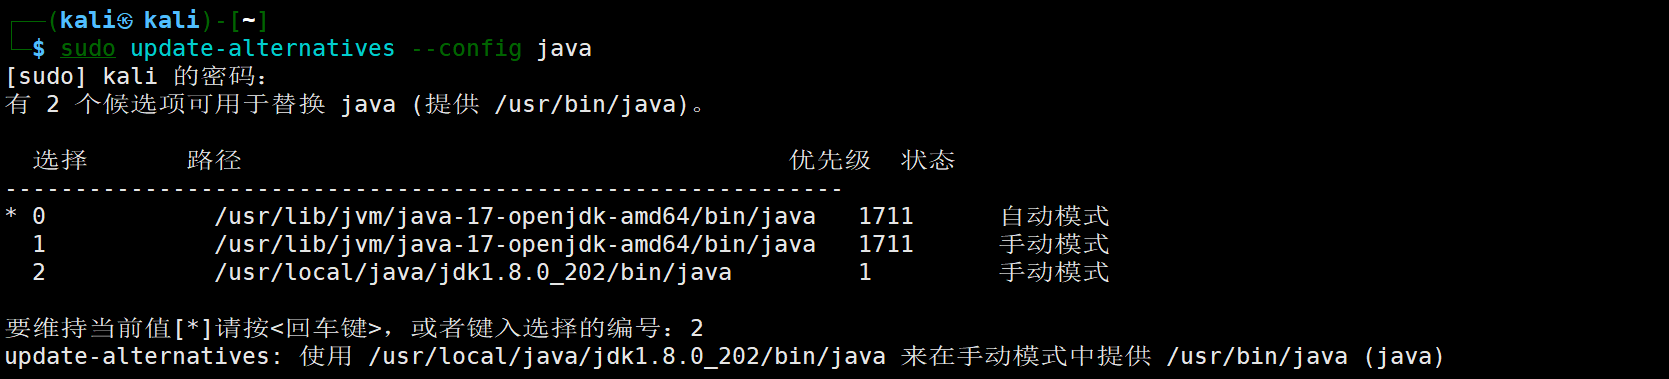 ┌──(kali㉿kali)-[~]
└─$ sudo update-alternatives --config java
[sudo] kali 的密码：
有 2 个候选项可用于替换 java (提供 /usr/bin/java)。
选择 路径 优先级 状态
------------------------------------------------------------
* 0 /usr/lib/jvm/java-17-openjdk-amd64/bin/java 1711 自动模式
1 /usr/lib/jvm/java-17-openjdk-amd64/bin/java 1711 手动模式
2 /usr/local/java/jdk1.8.0_202/bin/java 1 手动模式
要维持当前值[*]请按<回车键>，或者键入选择的编号：2
update-alternatives: 使用 /usr/local/java/jdk1.8.0_202/bin/java 来在手动模式中提供 /usr/bin/java (java)